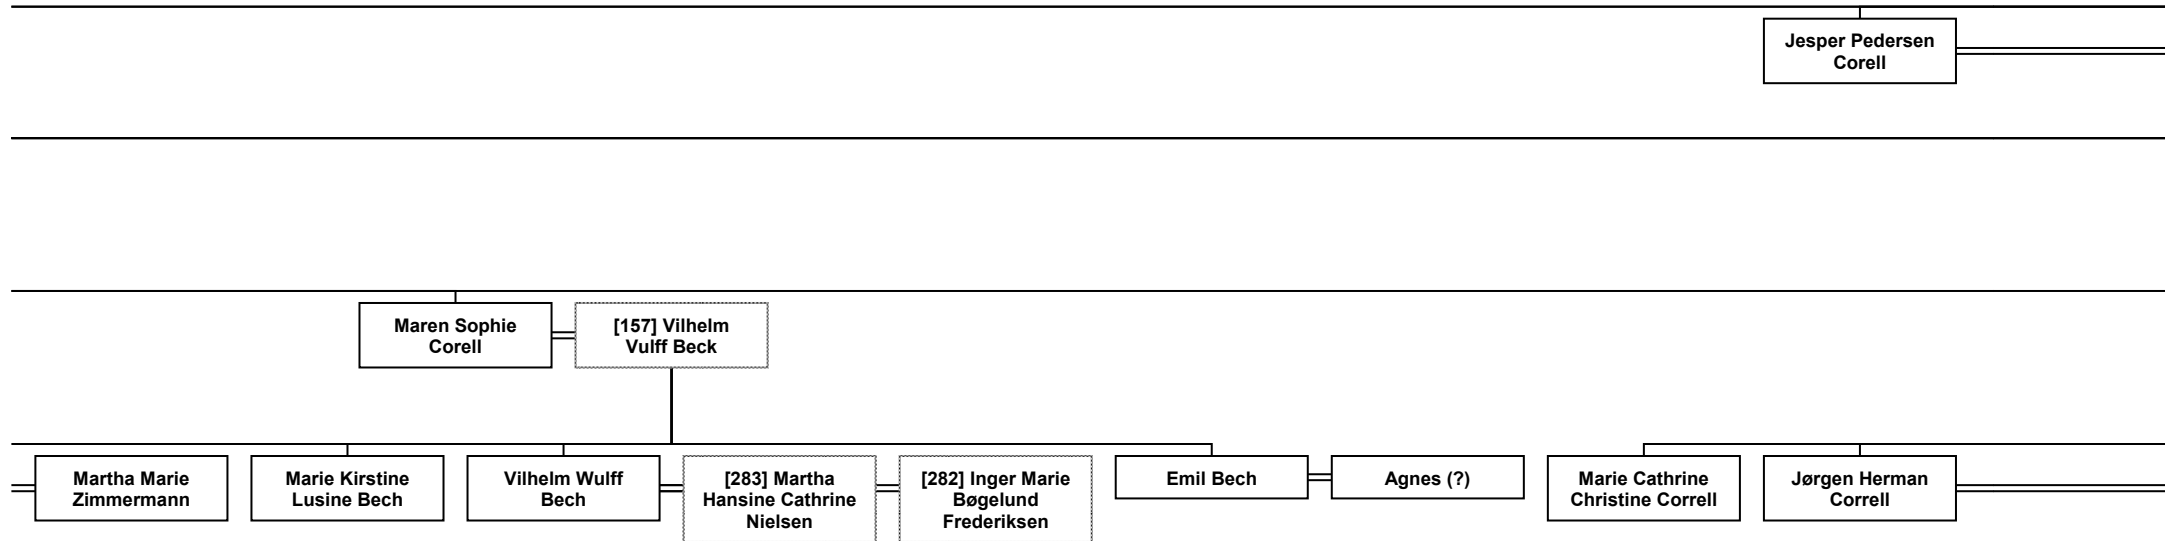 Jesper Pedersen
Corell
Maren Sophie
Corell
[157] Vilhelm
Vulff Beck
Martha Marie
Zimmermann
Marie Kirstine
Lusine Bech
Vilhelm Wulff
Bech
[283] Martha
Hansine Cathrine
Nielsen
[282] Inger Marie
Bøgelund
Frederiksen
Emil Bech
Agnes (?)
Marie Cathrine
Christine Correll
Jørgen Herman
Correll